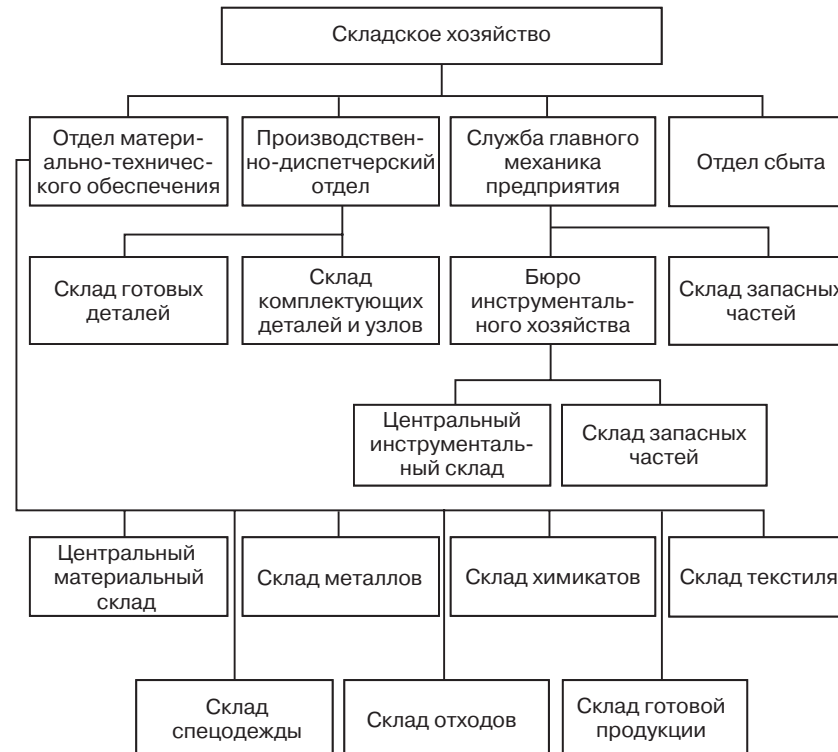 Складское хозяйство
Отдел матери-
ально-техничес-
кого обеспечения
Производствен-
но-диспетчерский
отдел
Служба главного
механика
предприятия
Отдел сбыта
Склад готовых
деталей
Склад
комплектующих
деталей и узлов
Бюро
инструменталь-
ного хозяйства
Склад запасных
частей
Центральный
инструменталь-
ный склад
Склад запасных
частей
Центральный
материальный
склад
Склад металлов
Склад химикатов
Склад текстиля
Склад
спецодежды
Склад отходов
Склад готовой
продукции